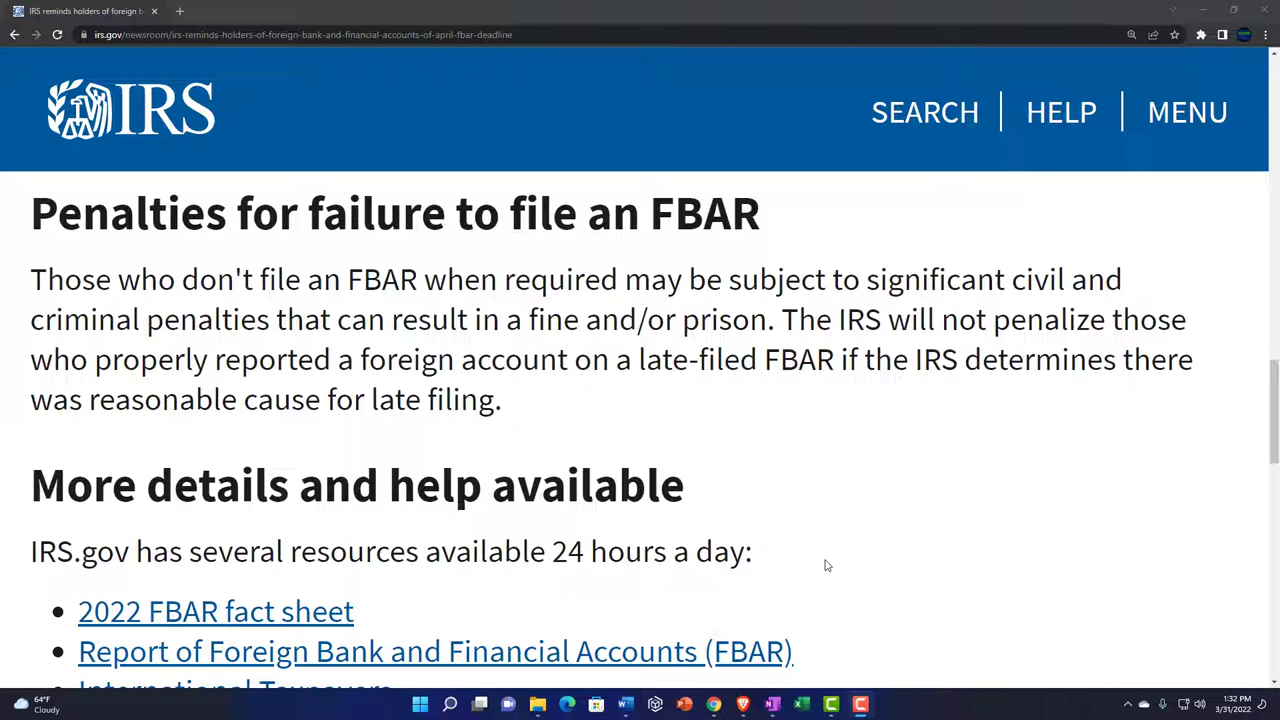 IRS reminds holders of foreign b
irs.gov/newsroom/irs-reminds-holders-of-foreign-bank-and-financial-accounts-of-april-fbar-deadline
IRS
SEARCH
HELP
MENU
Penalties for failure to file an FBAR
Those who don't file an FBAR when required may be subject to significant civil and
criminal penalties that can result in a fine and/or prison. The IRS will not penalize those
who properly reported a foreign account on a late-filed FBAR if the IRS determines there
was reasonable cause for late filing.
More details and help available
IRS.gov has several resources available 24 hours a day:
2022 FBAR fact sheet
Report of Foreign Bank and Financial Accounts (FBAR)
International Taxpayers
64°F
Cloudy
1:32 PM
3/31/2022